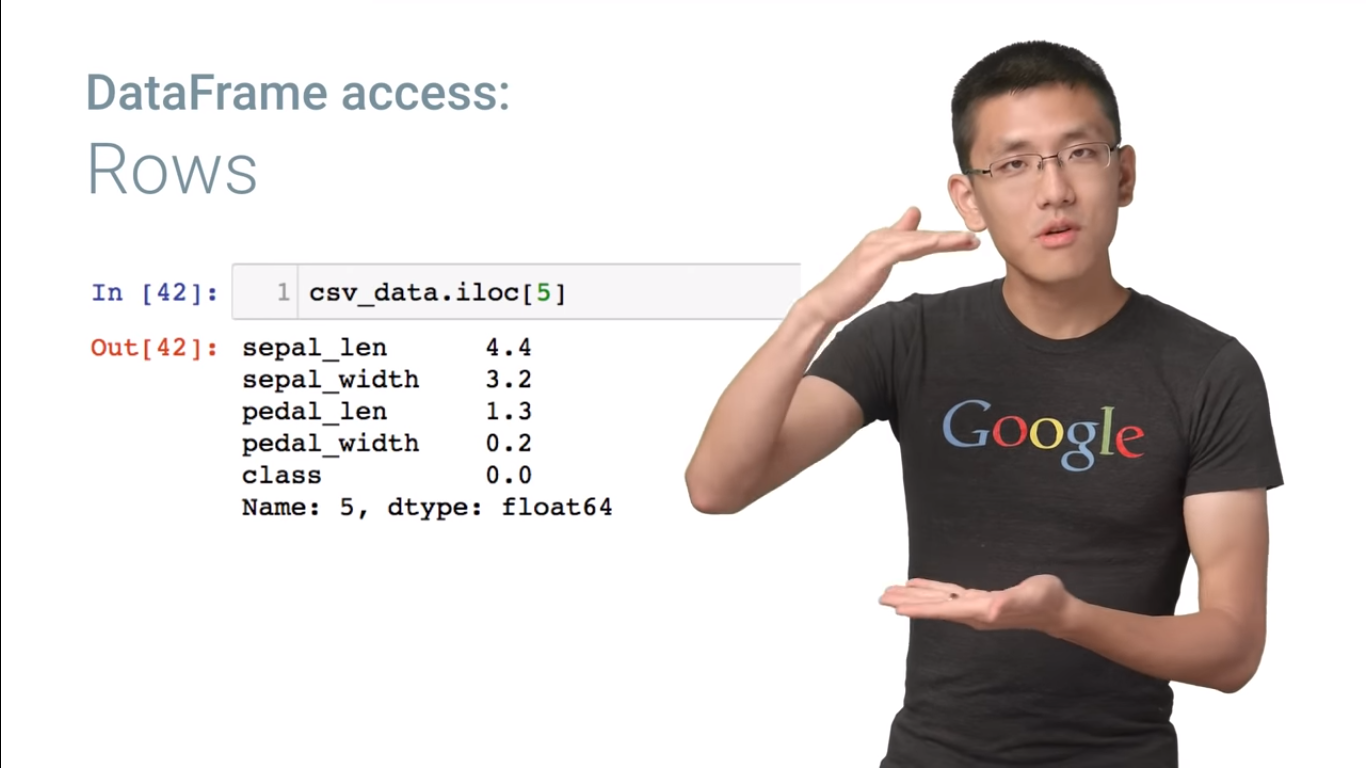 DataFrame access:
Rows
In [42]: 1 csv_data.iloc[5]
Out[42]: sepal_len 4.4
sepal_width 3.2
pedal_len 1.3
pedal_width 0.2
class 0.0
Name: 5, dtype: float64
Google